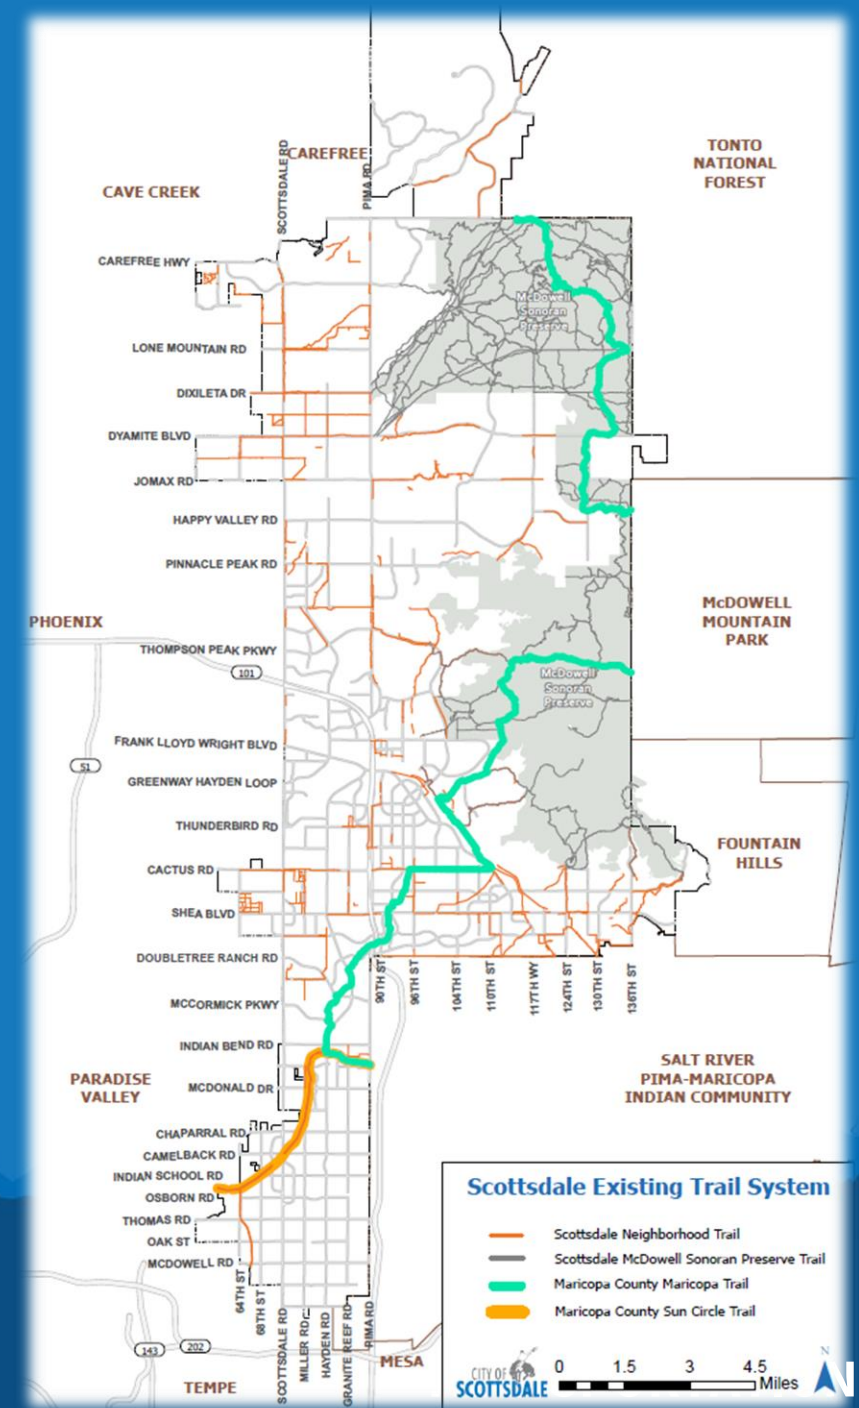 TONTO
NATIONAL
FOREST
CAREFREE
CAVE CREEK
SCOTTSDALE RD
PIMA RD
CAREFREE HWY
McDowell
Sonoran
Preserve
LONE MOUNTAIN RD
DIXILETA DR
DYAMITE BLVD
JOMAX RD
HAPPY VALLEY RD
PINNACLE PEAK RD
PHOENIX
McDOWELL
MOUNTAIN
PARK
THOMPSON PEAK PKWY
101
McDowell
Sonoran
Preserve
FRANK LLOYD WRIGHT BLVD
51
GREENWAY HAYDEN LOOP
THUNDERBIRD RD
FOUNTAIN
HILLS
CACTUS RD
SHEA BLVD
DOUBLETREE RANCH RD
90TH ST
96TH ST
104TH ST
110TH ST
117TH WY
124TH ST
130TH ST
136TH ST
MCCORMICK PKWY
INDIAN BEND RD
PARADISE
VALLEY
MCDONALD DR
SALT RIVER
PIMA-MARICOPA
INDIAN COMMUNITY
CHAPARRAL RD
CAMELBACK RD
INDIAN SCHOOL RD
OSBORN RD
THOMAS RD
OAK ST
MCDOWELL RD
64TH ST
68TH ST
SCOTTSDALE RD
MILLER RD
HAYDEN RD
GRANITE REEF RD
PIMA RD
143
202
MESA
TEMPE
Scottsdale Existing Trail System
Scottsdale Neighborhood Trail
Scottsdale McDowell Sonoran Preserve Trail
Maricopa County Maricopa Trail
Maricopa County Sun Circle Trail
CITY OF
SCOTTSDALE
0 1.5 3 4.5
Miles
N
N